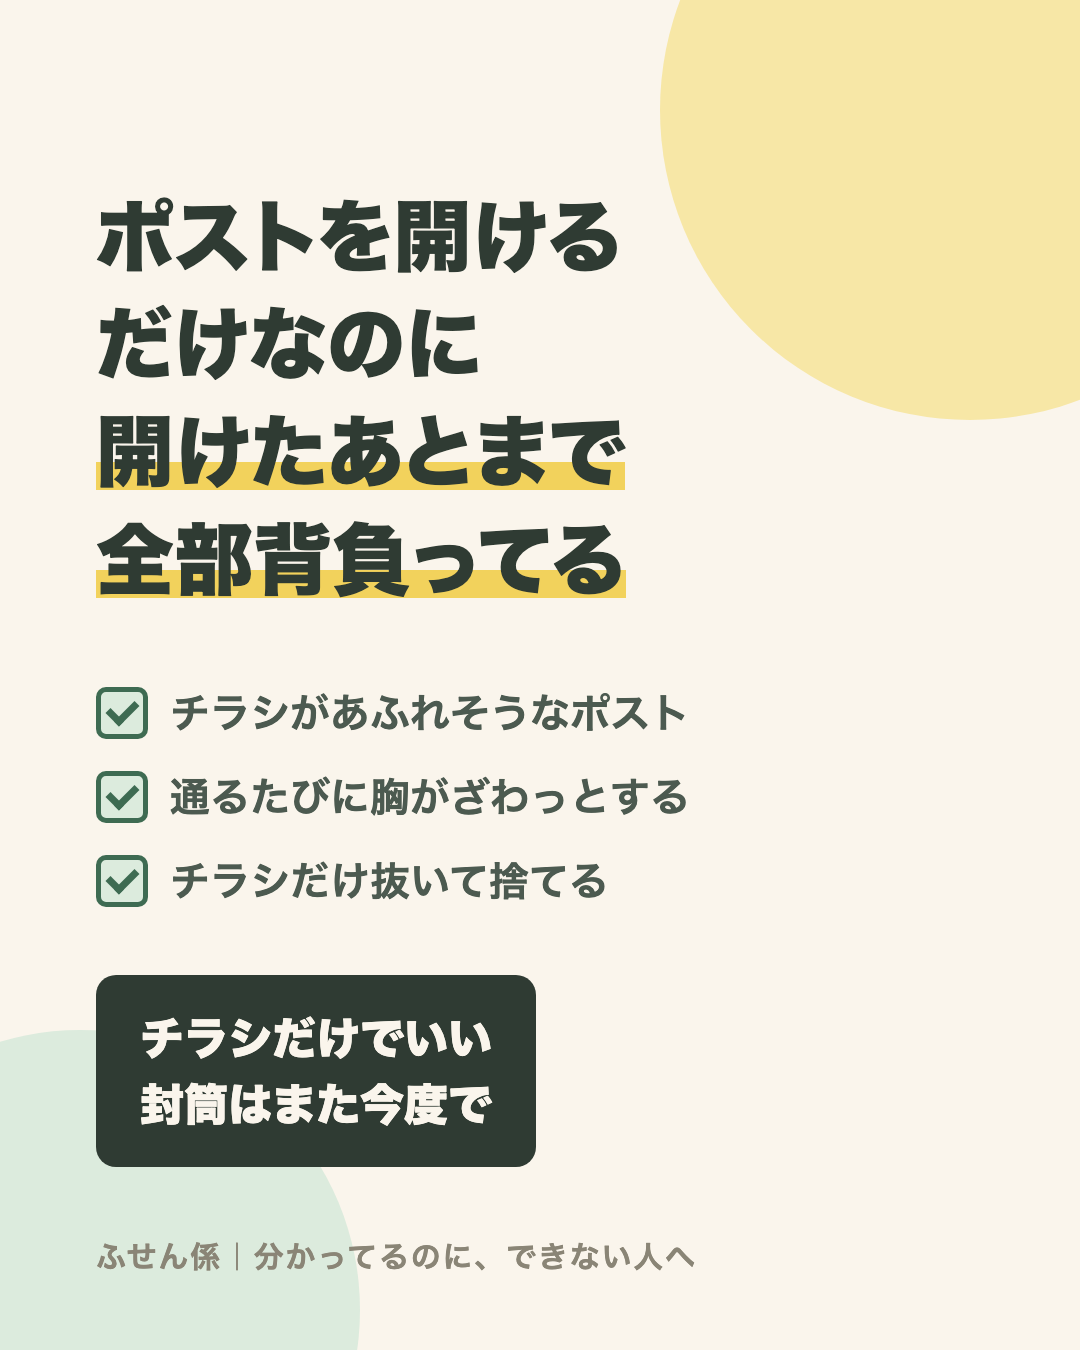 ポストを開ける
だけなのに
開けたあとまで
全部背負ってる
チラシがあふれそうなポスト
通るたびに胸がざわっとする
チラシだけ抜いて捨てる
チラシだけでいい
封筒はまた今度で
ふせん係｜分かってるのに、できない人へ